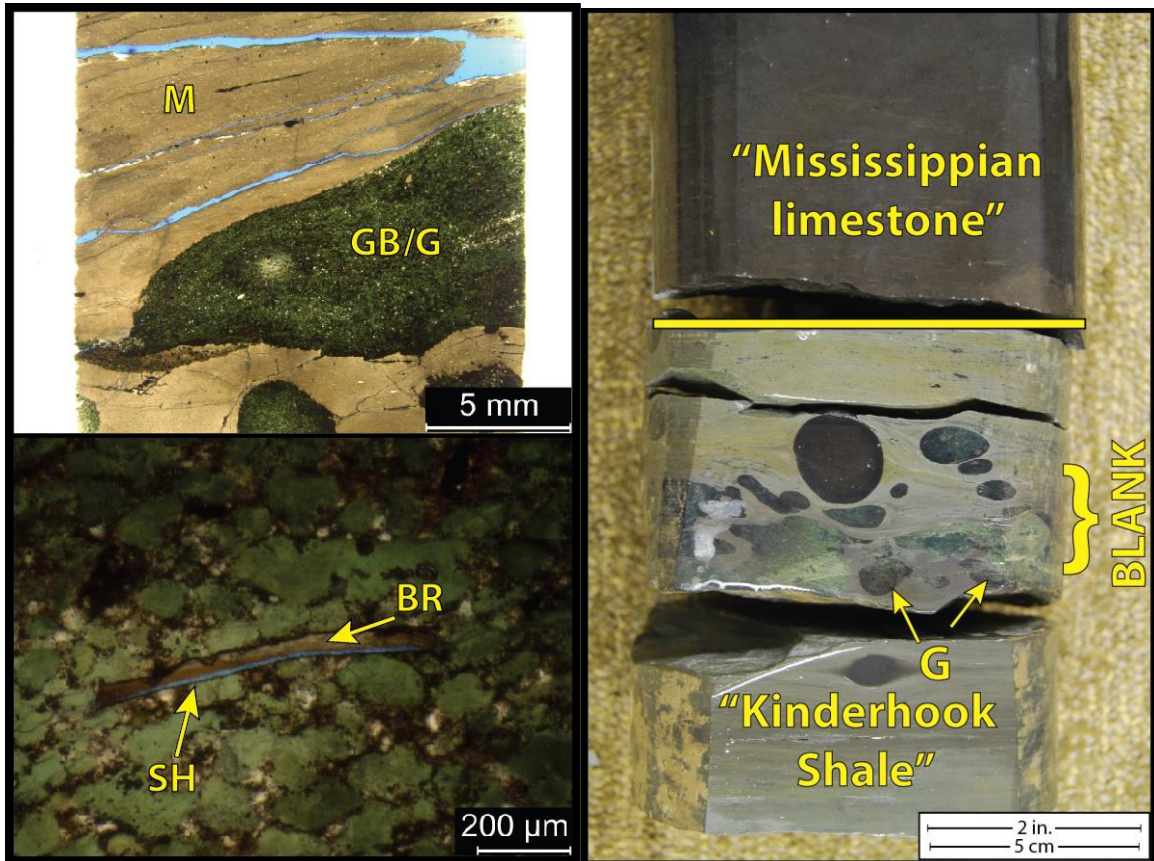 M
GB/G
5 mm
BR
SH
200 µm
“Mississippian
limestone”
BLANK
G
“Kinderhook
Shale”
2 in.
5 cm